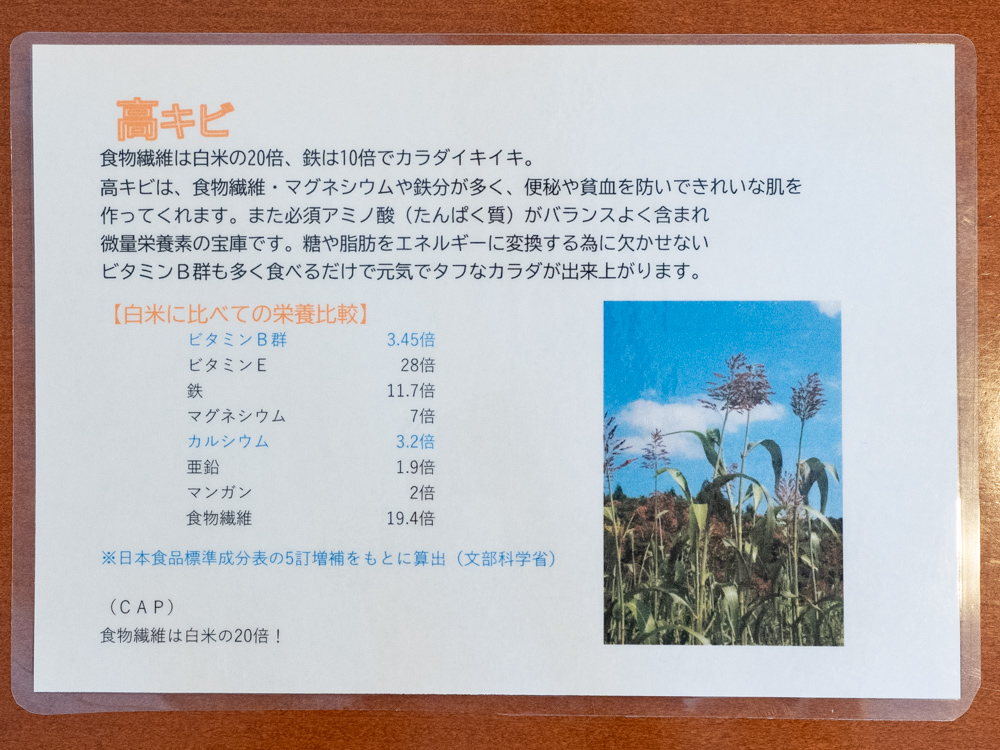 高キビ
食物繊維は白米の20倍、鉄は10倍でカラダイキイキ。
高キビは、食物繊維・マグネシウムや鉄分が多く、便秘や貧血を防いできれいな肌を
作ってくれます。また必須アミノ酸（たんぱく質）がバランスよく含まれ
微量栄養素の宝庫です。糖や脂肪をエネルギーに変換する為に欠かせない
ビタミンＢ群も多く食べるだけで元気でタフなカラダが出来上がります。
【白米に比べての栄養比較】
ビタミンＢ群 3.45倍
ビタミンＥ 28倍
鉄 11.7倍
マグネシウム 7倍
カルシウム 3.2倍
亜鉛 1.9倍
マンガン 2倍
食物繊維 19.4倍
※日本食品標準成分表の5訂増補をもとに算出（文部科学省）
（ＣＡＰ）
食物繊維は白米の20倍！